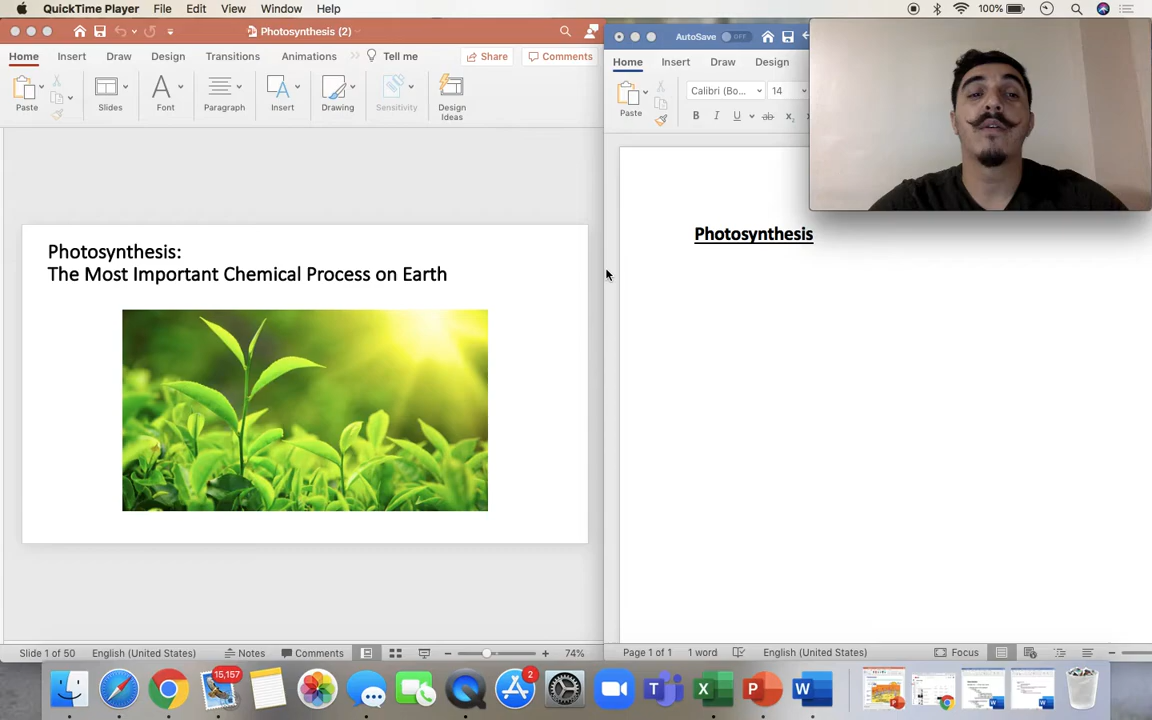 QuickTime Player File Edit View Window Help 100%
Photosynthesis (2)
Home Insert Draw Design Transitions Animations Tell me Share Comments
Paste Slides Font Paragraph Insert Drawing Sensitivity Design Ideas
Photosynthesis:
The Most Important Chemical Process on Earth
Slide 1 of 50 English (United States) Notes Comments 74%
AutoSave OFF
Home Insert Draw Design
Paste Calibri (Bo... 14
B I U ab x₂
Photosynthesis
Page 1 of 1 1 word English (United States) Focus
15,157
2